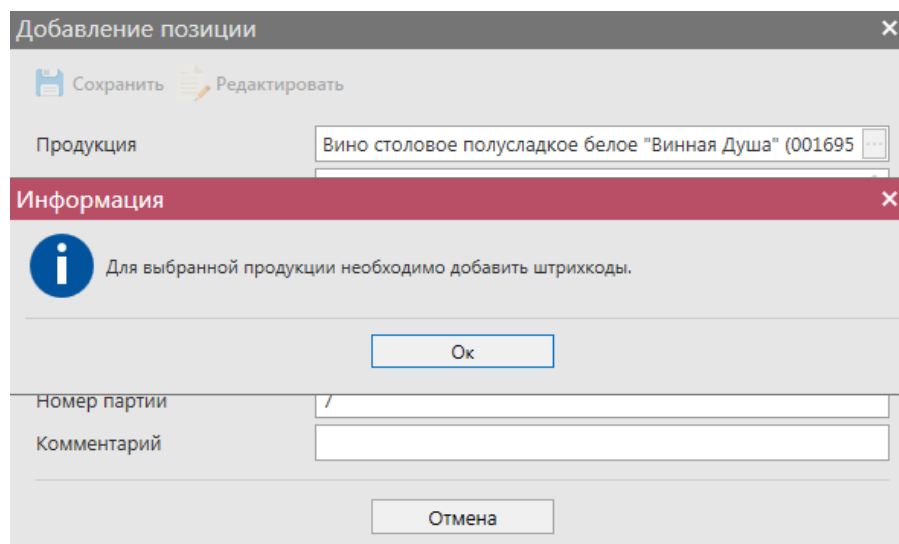 Добавление позиции
Сохранить Редактировать
Продукция Вино столовое полусладкое белое "Винная Душа" (001695
Информация
Для выбранной продукции необходимо добавить штрихкоды.
Ок
Номер партии 7
Комментарий
Отмена